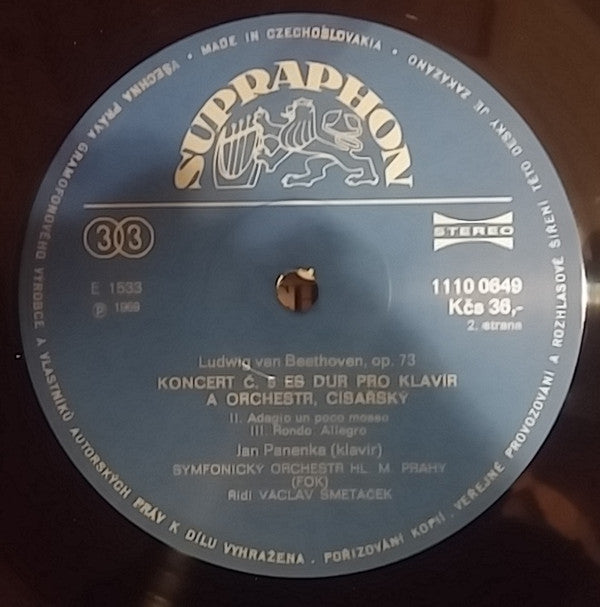 MADE IN CZECHOSLOVAKIA · VŠECHNA PRÁVA GRAMOFONOVÉHO VÝROBCE A VLASTNÍKŮ AUTORSKÝCH PRÁV K DÍLU VYHRAŽENA. POŘIZOVÁNÍ KOPIÍ. VEŘEJNÉ PROVOZOVÁNÍ A ROZHLASOVÉ ŠÍŘENÍ TÉTO DESKY JE ZAKÁZÁNO ·
SUPRAPHON
33 STEREO
E 1533 1110 0649
Ⓟ 1969 Kčs 36,-
2. strana
Ludwig van Beethoven, op. 73
KONCERT Č. 5 ES DUR PRO KLAVÍR
A ORCHESTR, CÍSAŘSKÝ
II. Adagio un poco mosso
III. Rondo Allegro
Jan Panenka (klavír)
SYMFONICKÝ ORCHESTR HL. M. PRAHY
(FOK)
Řídí VÁCLAV SMETÁČEK